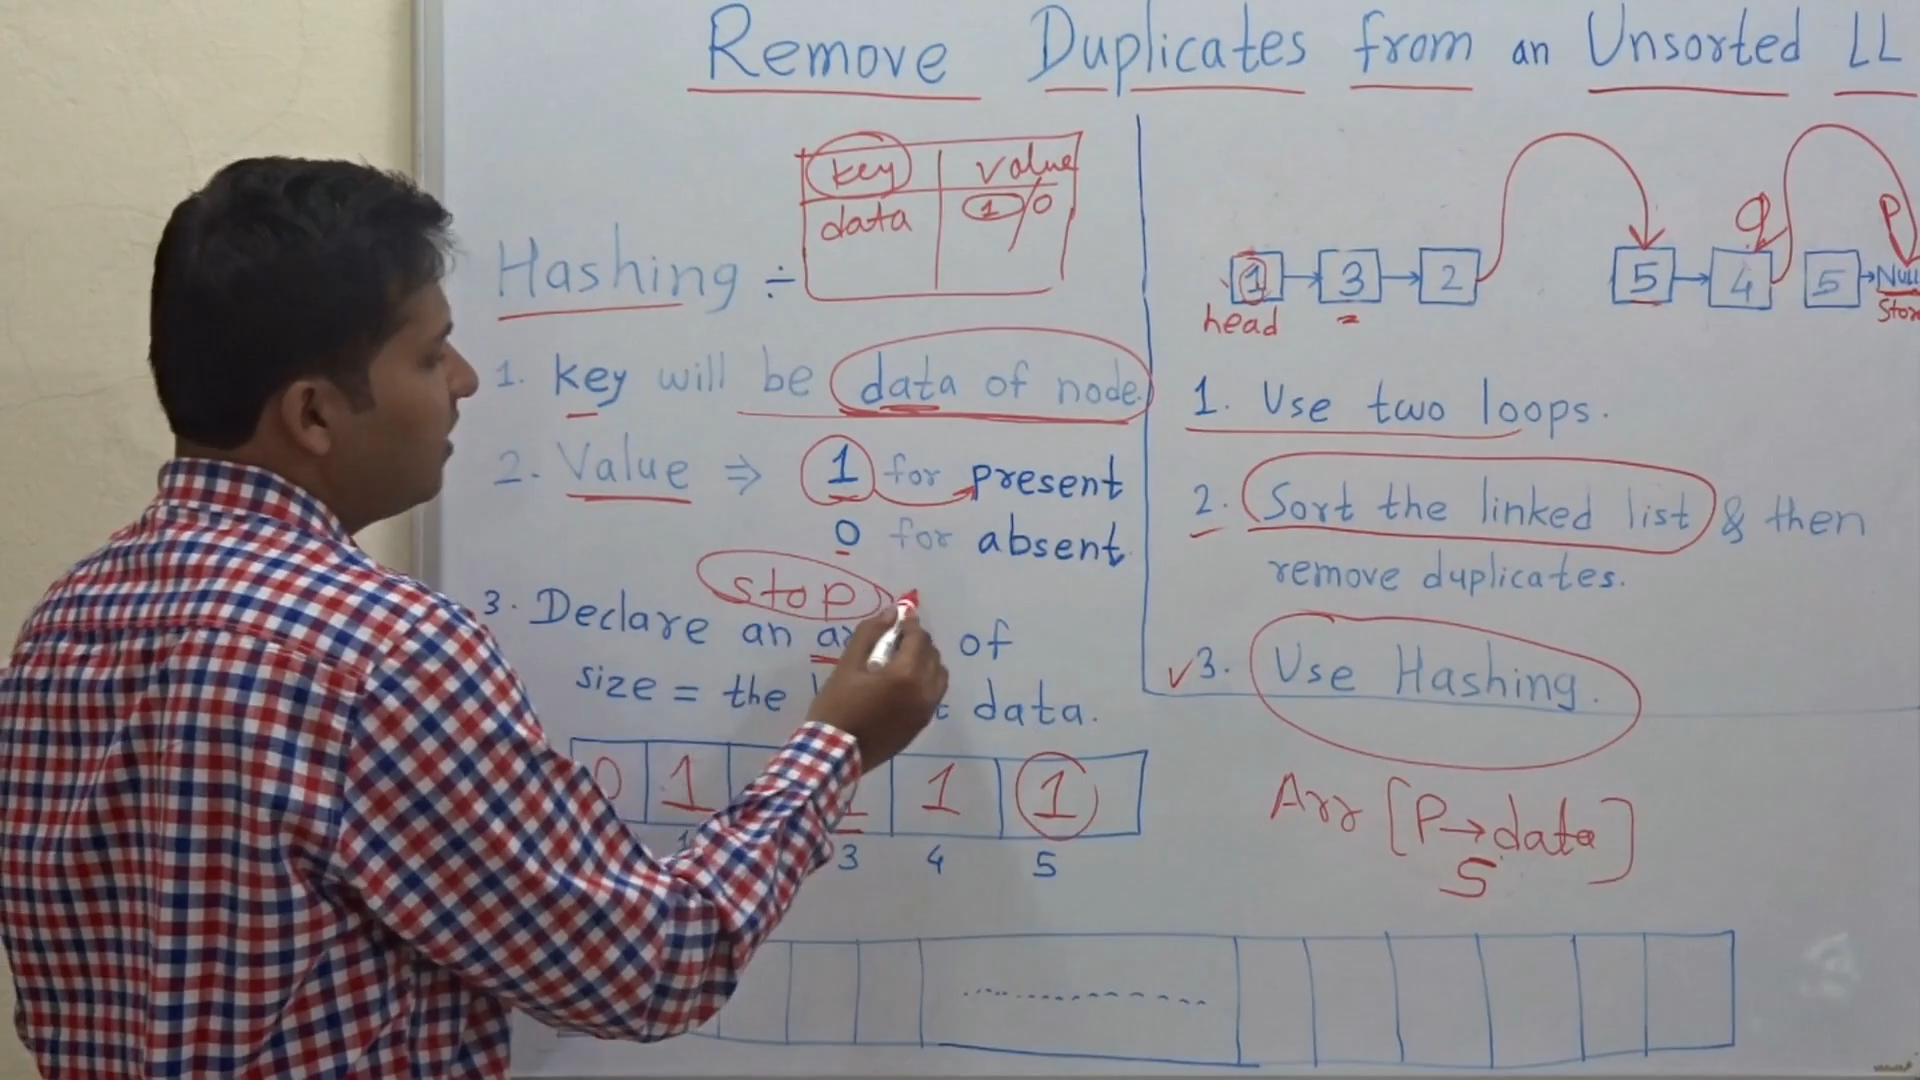 Remove Duplicates from an Unsorted LL
key value
data 1/0
Hashing ÷
1. key will be data of node.
2. Value ⇒ 1 for present
0 for absent.
stop
3. Declare an of
size = the data.
0 1 1 1 1
3 4 5
q P
1 → 3 → 2 5 → 4 5 → Null
head
1. Use two loops.
2. Sort the linked list & then
remove duplicates.
✓3. Use Hashing.
Arr [P→data]
5